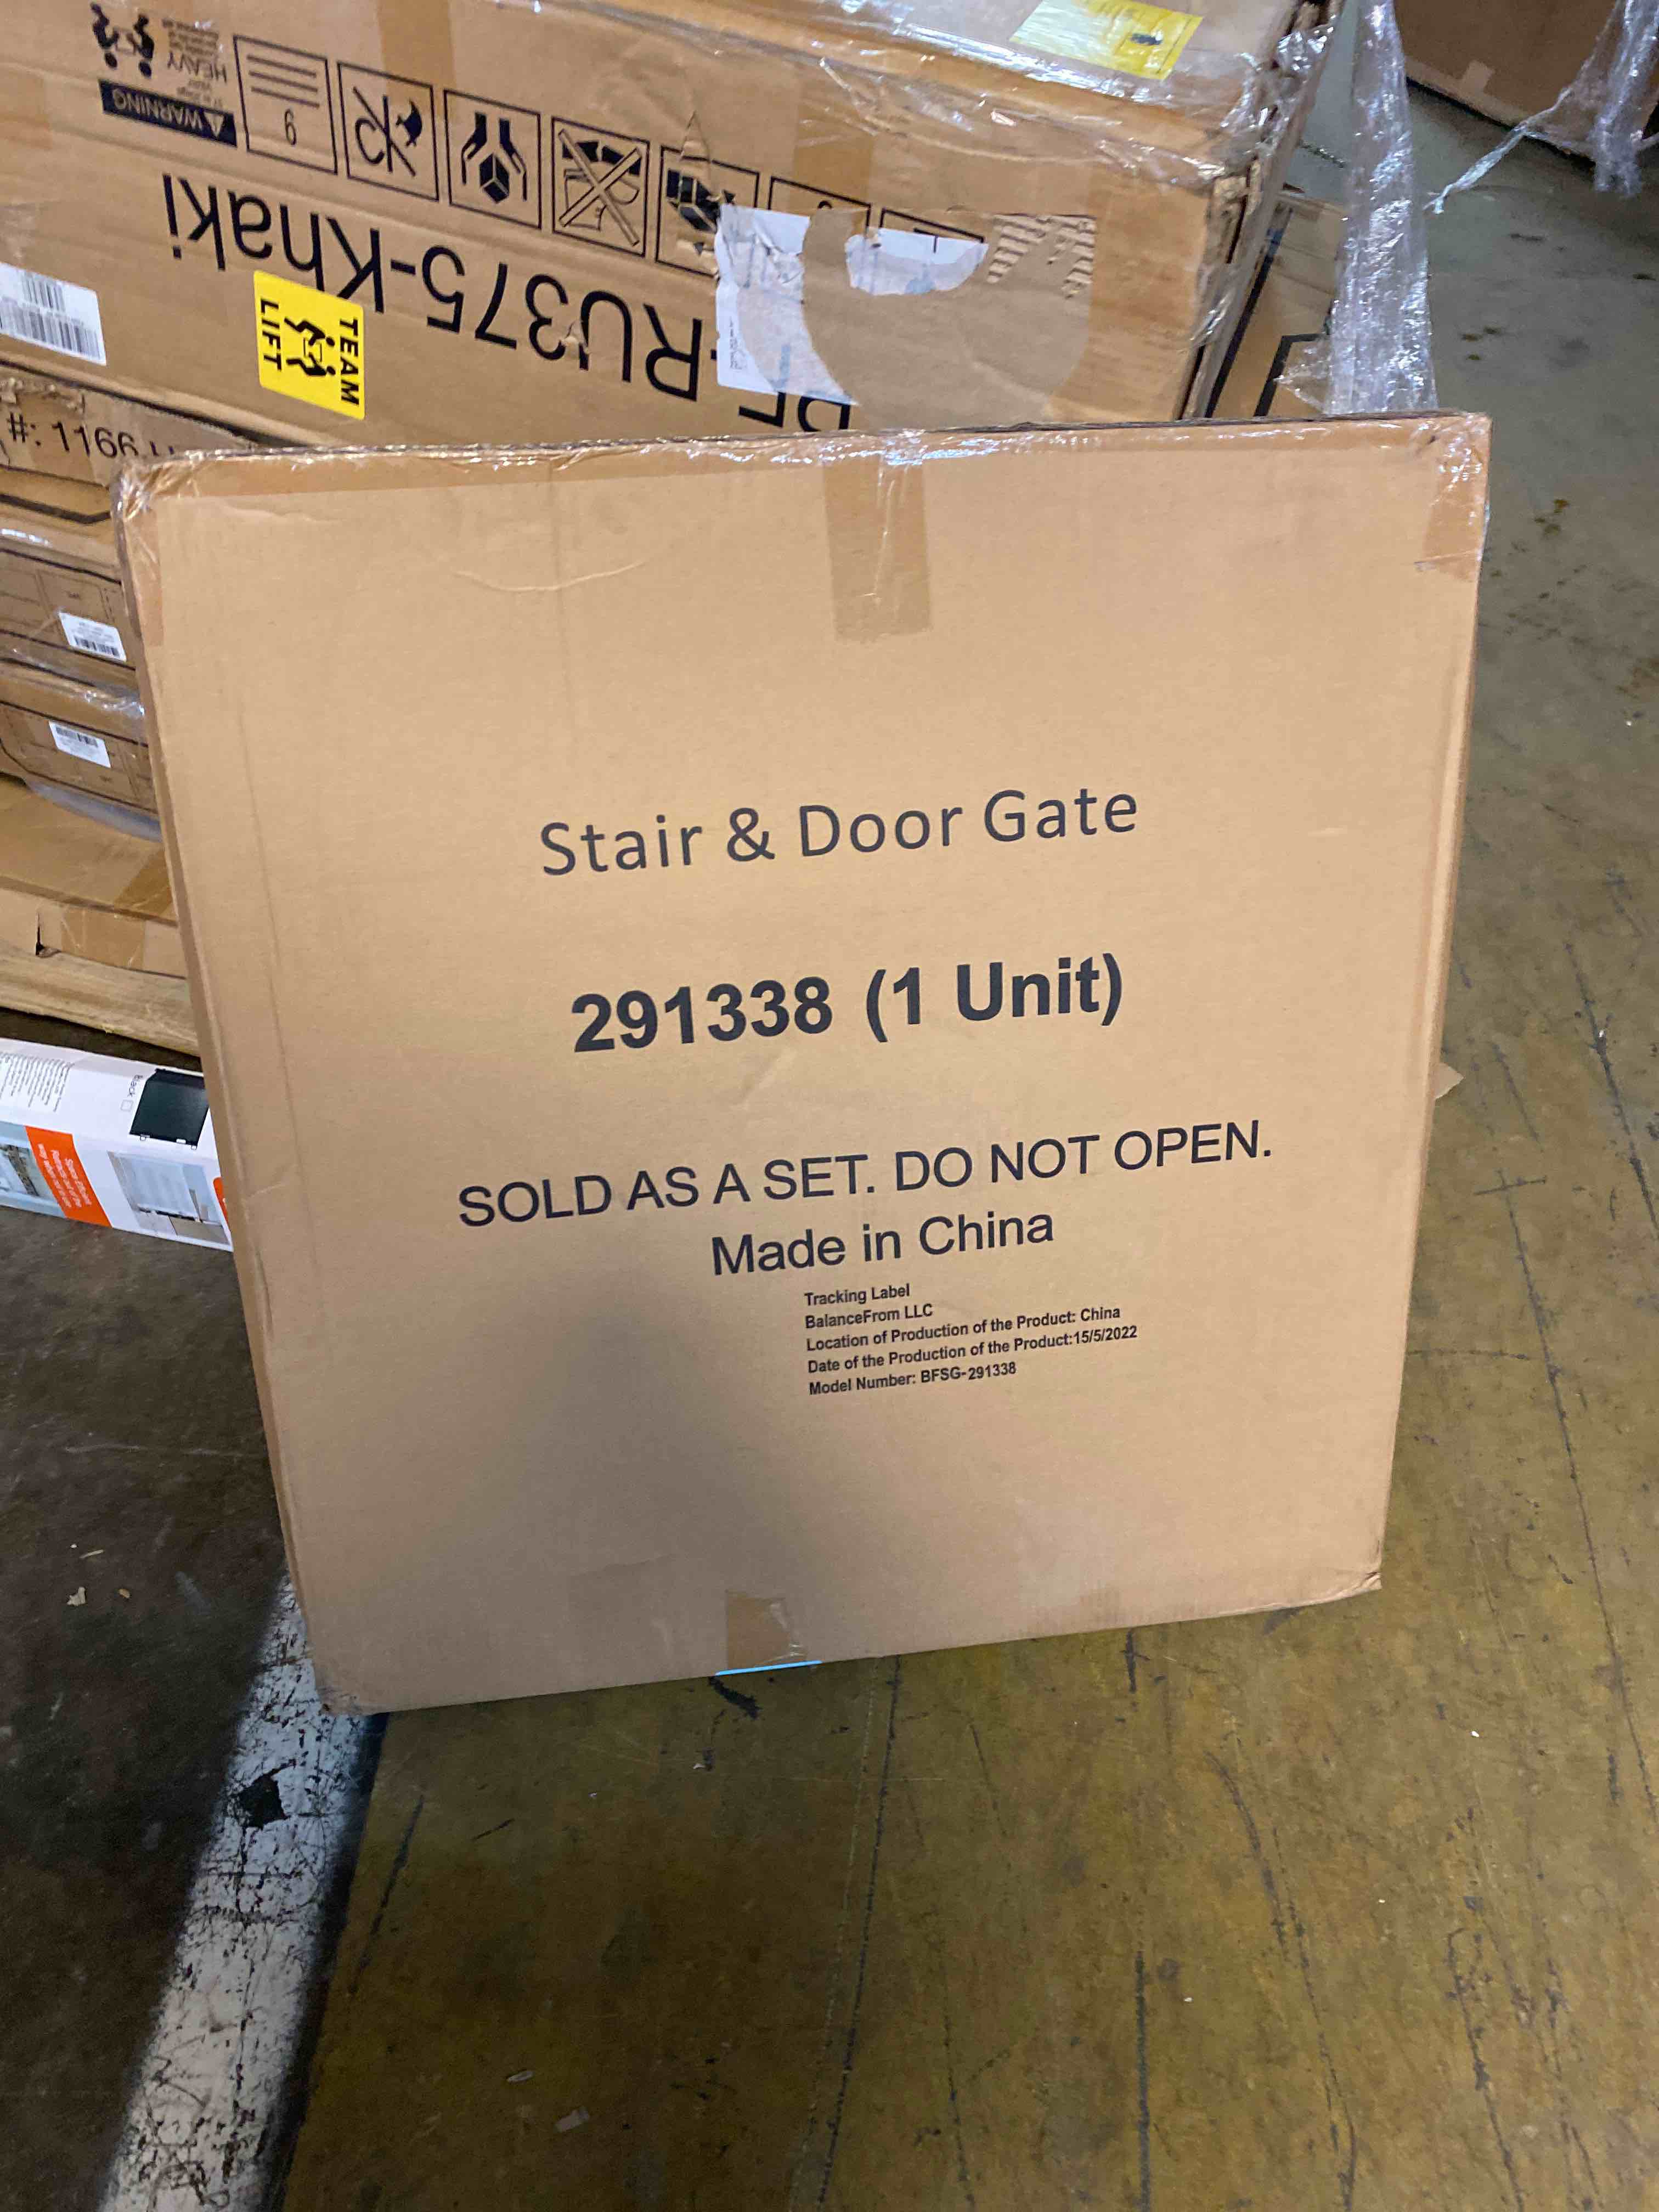 HEAVY
WARNING
6
RU375-Khaki
TEAM
LIFT
#: 1166
Black
Stair & Door Gate
291338 (1 Unit)
SOLD AS A SET. DO NOT OPEN.
Made in China
Tracking Label
BalanceFrom LLC
Location of Production of the Product: China
Date of the Production of the Product:15/5/2022
Model Number: BFSG-291338